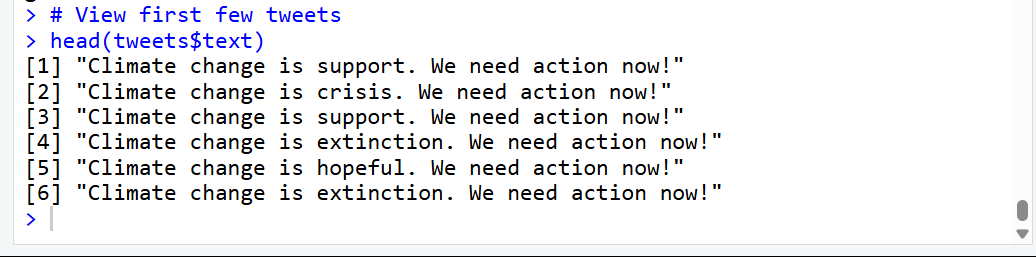 > # View first few tweets
> head(tweets$text)
[1] "Climate change is support. We need action now!"
[2] "Climate change is crisis. We need action now!"
[3] "Climate change is support. We need action now!"
[4] "Climate change is extinction. We need action now!"
[5] "Climate change is hopeful. We need action now!"
[6] "Climate change is extinction. We need action now!"
>